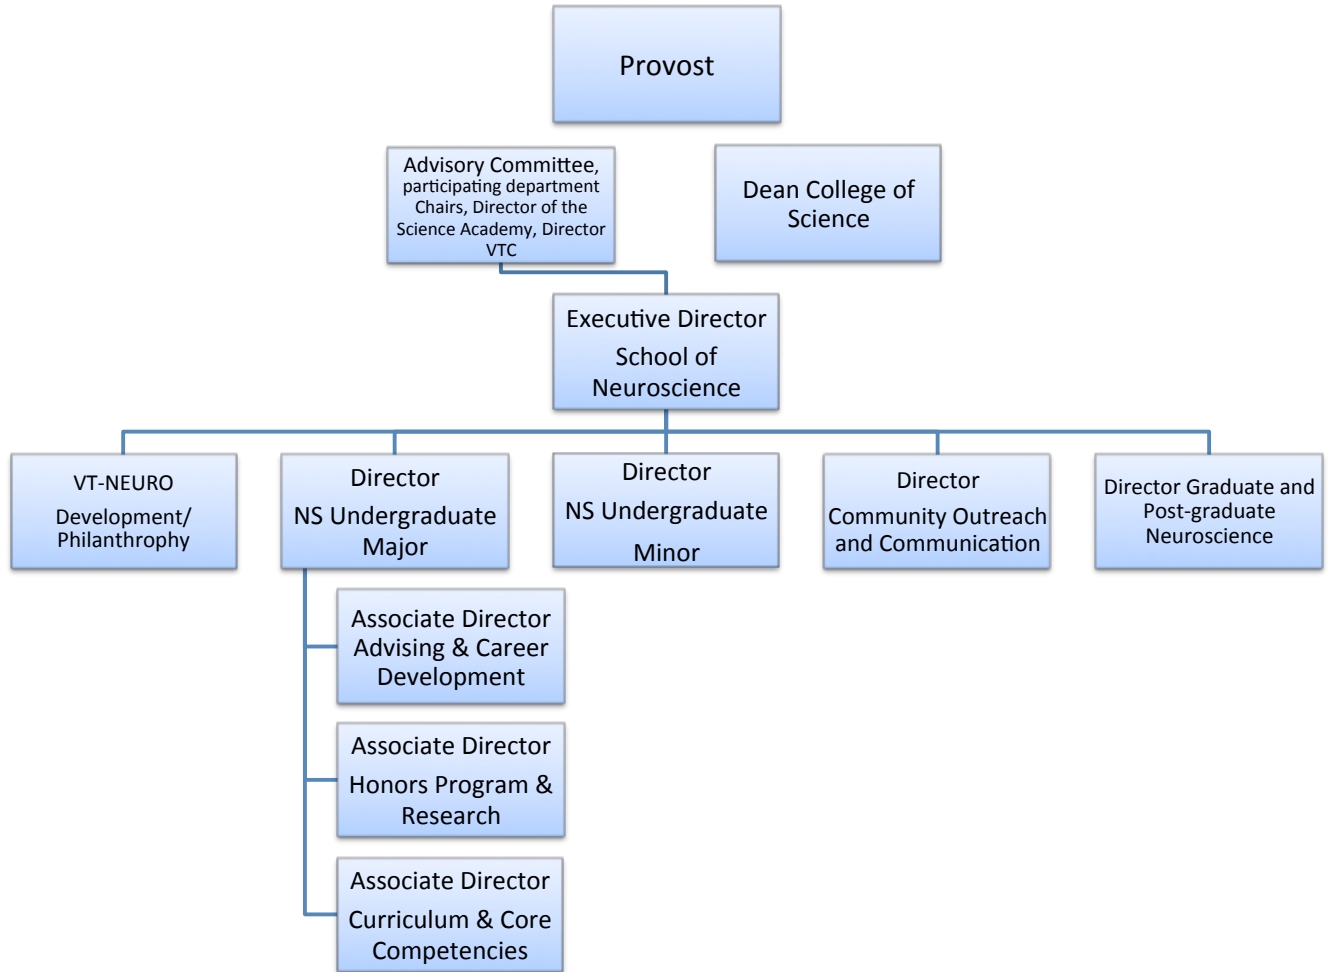 Provost
Advisory Committee,
participating department
Chairs, Director of the
Science Academy, Director
VTC
Dean College of
Science
Executive Director
School of
Neuroscience
VT-NEURO
Development/
Philanthropy
Director
NS Undergraduate
Major
Director
NS Undergraduate
Minor
Director
Community Outreach
and Communication
Director Graduate and
Post-graduate
Neuroscience
Associate Director
Advising & Career
Development
Associate Director
Honors Program &
Research
Associate Director
Curriculum & Core
Competencies